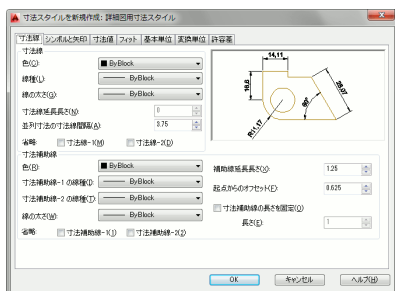 寸法スタイルを新規作成: 詳細図用寸法スタイル
寸法線 シンボルと矢印 寸法値 フィット 基本単位 変換単位 許容差
寸法線
色(C): ByBlock
線種(L): ByBlock
線の太さ(G): ByBlock
寸法線延長長さ(N): 0
並列寸法の寸法線間隔(A): 3.75
省略: 寸法線-1(M) 寸法線-2(D)
14,11
16,6
28,07
60°
R11,17
寸法補助線
色(R): ByBlock
寸法補助線-1 の線種(I): ByBlock
寸法補助線-2 の線種(T): ByBlock
線の太さ(W): ByBlock
省略: 寸法補助線-1(1) 寸法補助線-2(2)
補助線延長長さ(X): 1.25
起点からのオフセット(F): 0.625
寸法補助線の長さを固定(O)
長さ(E): 1
OK キャンセル ヘルプ(H)